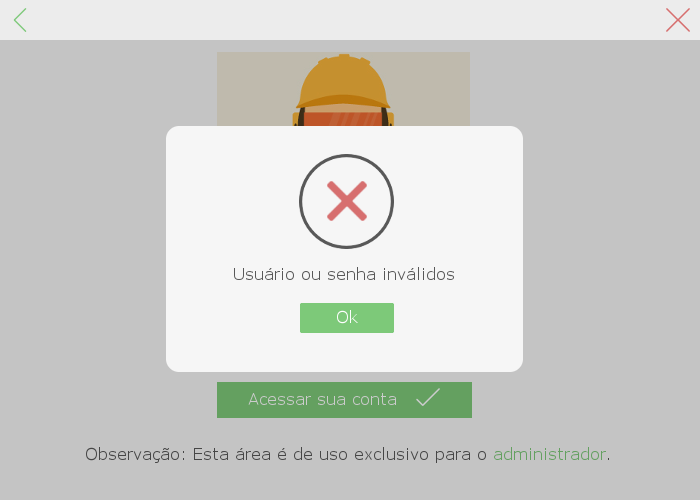 Usuário ou senha inválidos
Ok
Acessar sua conta
Observação: Esta área é de uso exclusivo para o administrador.